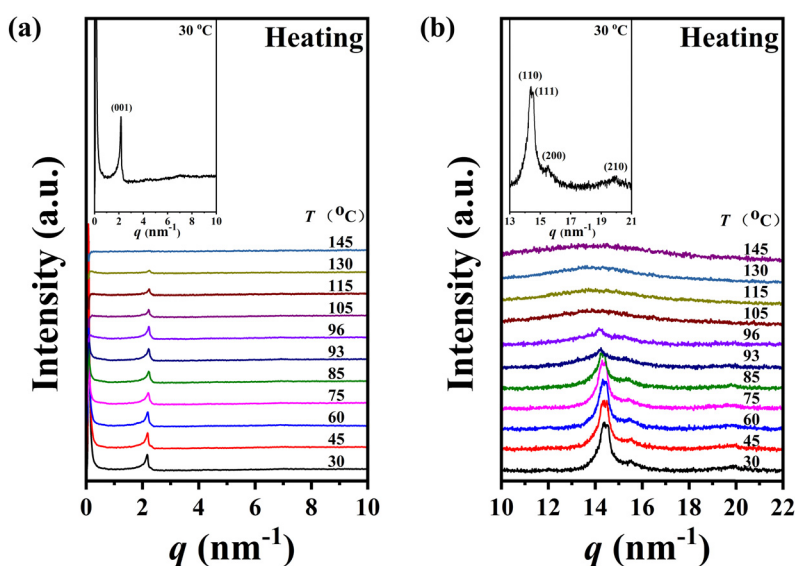 (a)
30 °C
Heating
(001)
0 2 4 6 8 10
q (nm-1)
T (°C)
145
130
115
105
96
93
85
75
60
45
30
Intensity (a.u.)
0 2 4 6 8 10
q (nm-1)
(b)
30 °C
Heating
(110)
(111)
(200)
(210)
13 15 17 19 21
q (nm-1)
T (°C)
145
130
115
105
96
93
85
75
60
45
30
Intensity (a.u.)
10 12 14 16 18 20 22
q (nm-1)